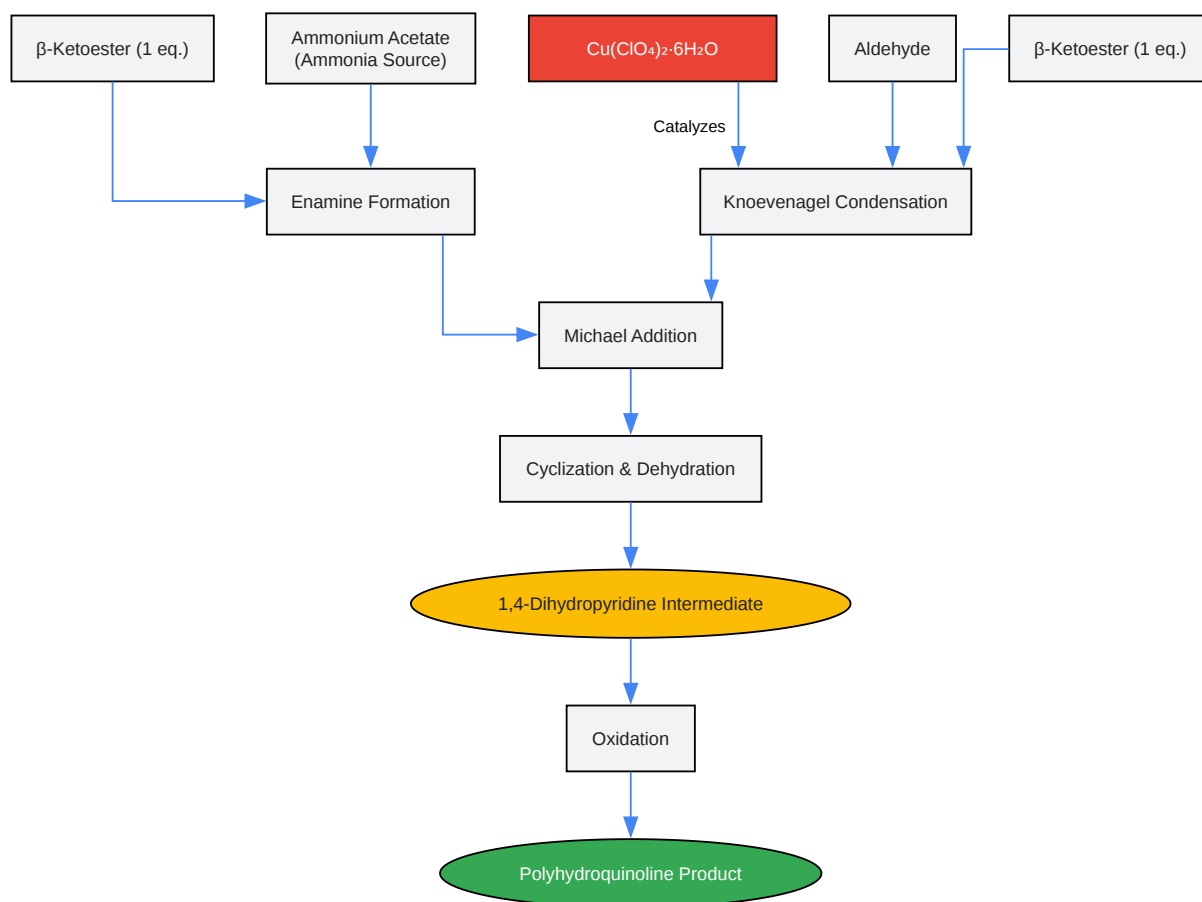 β-Ketoester (1 eq.)
Ammonium Acetate
(Ammonia Source)
Cu(ClO₄)₂·6H₂O
Aldehyde
β-Ketoester (1 eq.)
Catalyzes
Enamine Formation
Knoevenagel Condensation
Michael Addition
Cyclization & Dehydration
1,4-Dihydropyridine Intermediate
Oxidation
Polyhydroquinoline Product